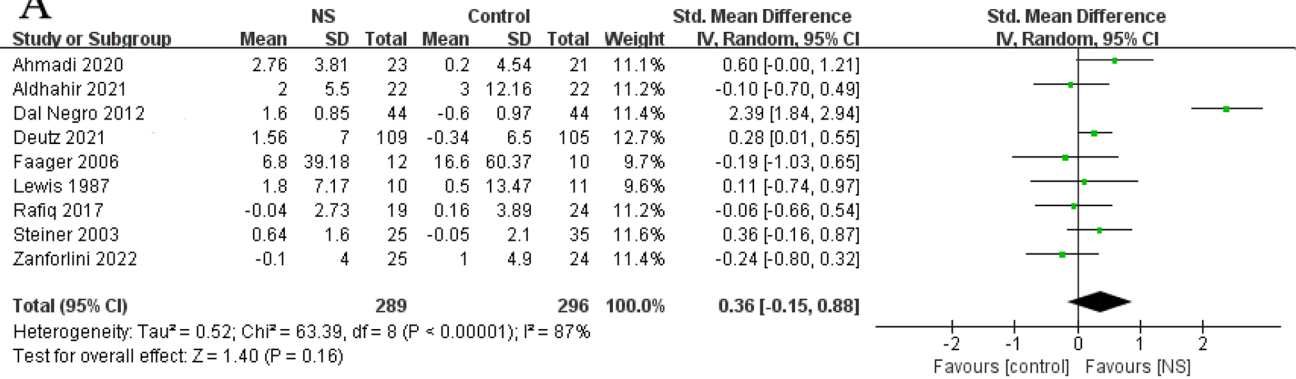 A
NS Control Std. Mean Difference Std. Mean Difference
Study or Subgroup Mean SD Total Mean SD Total Weight IV, Random, 95% CI IV, Random, 95% CI
Ahmadi 2020 2.76 3.81 23 0.2 4.54 21 11.1% 0.60 [-0.00, 1.21]
Aldhahir 2021 2 5.5 22 3 12.16 22 11.2% -0.10 [-0.70, 0.49]
Dal Negro 2012 1.6 0.85 44 -0.6 0.97 44 11.4% 2.39 [1.84, 2.94]
Deutz 2021 1.56 7 109 -0.34 6.5 105 12.7% 0.28 [0.01, 0.55]
Faager 2006 6.8 39.18 12 16.6 60.37 10 9.7% -0.19 [-1.03, 0.65]
Lewis 1987 1.8 7.17 10 0.5 13.47 11 9.6% 0.11 [-0.74, 0.97]
Rafiq 2017 -0.04 2.73 19 0.16 3.89 24 11.2% -0.06 [-0.66, 0.54]
Steiner 2003 0.64 1.6 25 -0.05 2.1 35 11.6% 0.36 [-0.16, 0.87]
Zanforlini 2022 -0.1 4 25 1 4.9 24 11.4% -0.24 [-0.80, 0.32]
Total (95% CI) 289 296 100.0% 0.36 [-0.15, 0.88]
Heterogeneity: Tau² = 0.52; Chi² = 63.39, df = 8 (P < 0.00001); I² = 87%
Test for overall effect: Z = 1.40 (P = 0.16)
-2 -1 0 1 2
Favours [control] Favours [NS]